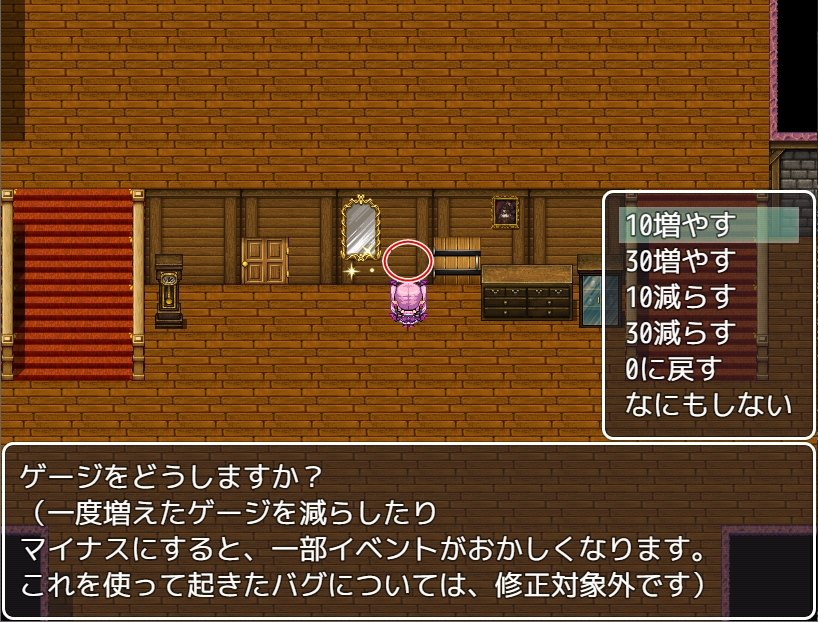 10増やす
30増やす
10減らす
30減らす
0に戻す
なにもしない
ゲージをどうしますか？
（一度増えたゲージを減らしたり
マイナスにすると、一部イベントがおかしくなります。
これを使って起きたバグについては、修正対象外です）